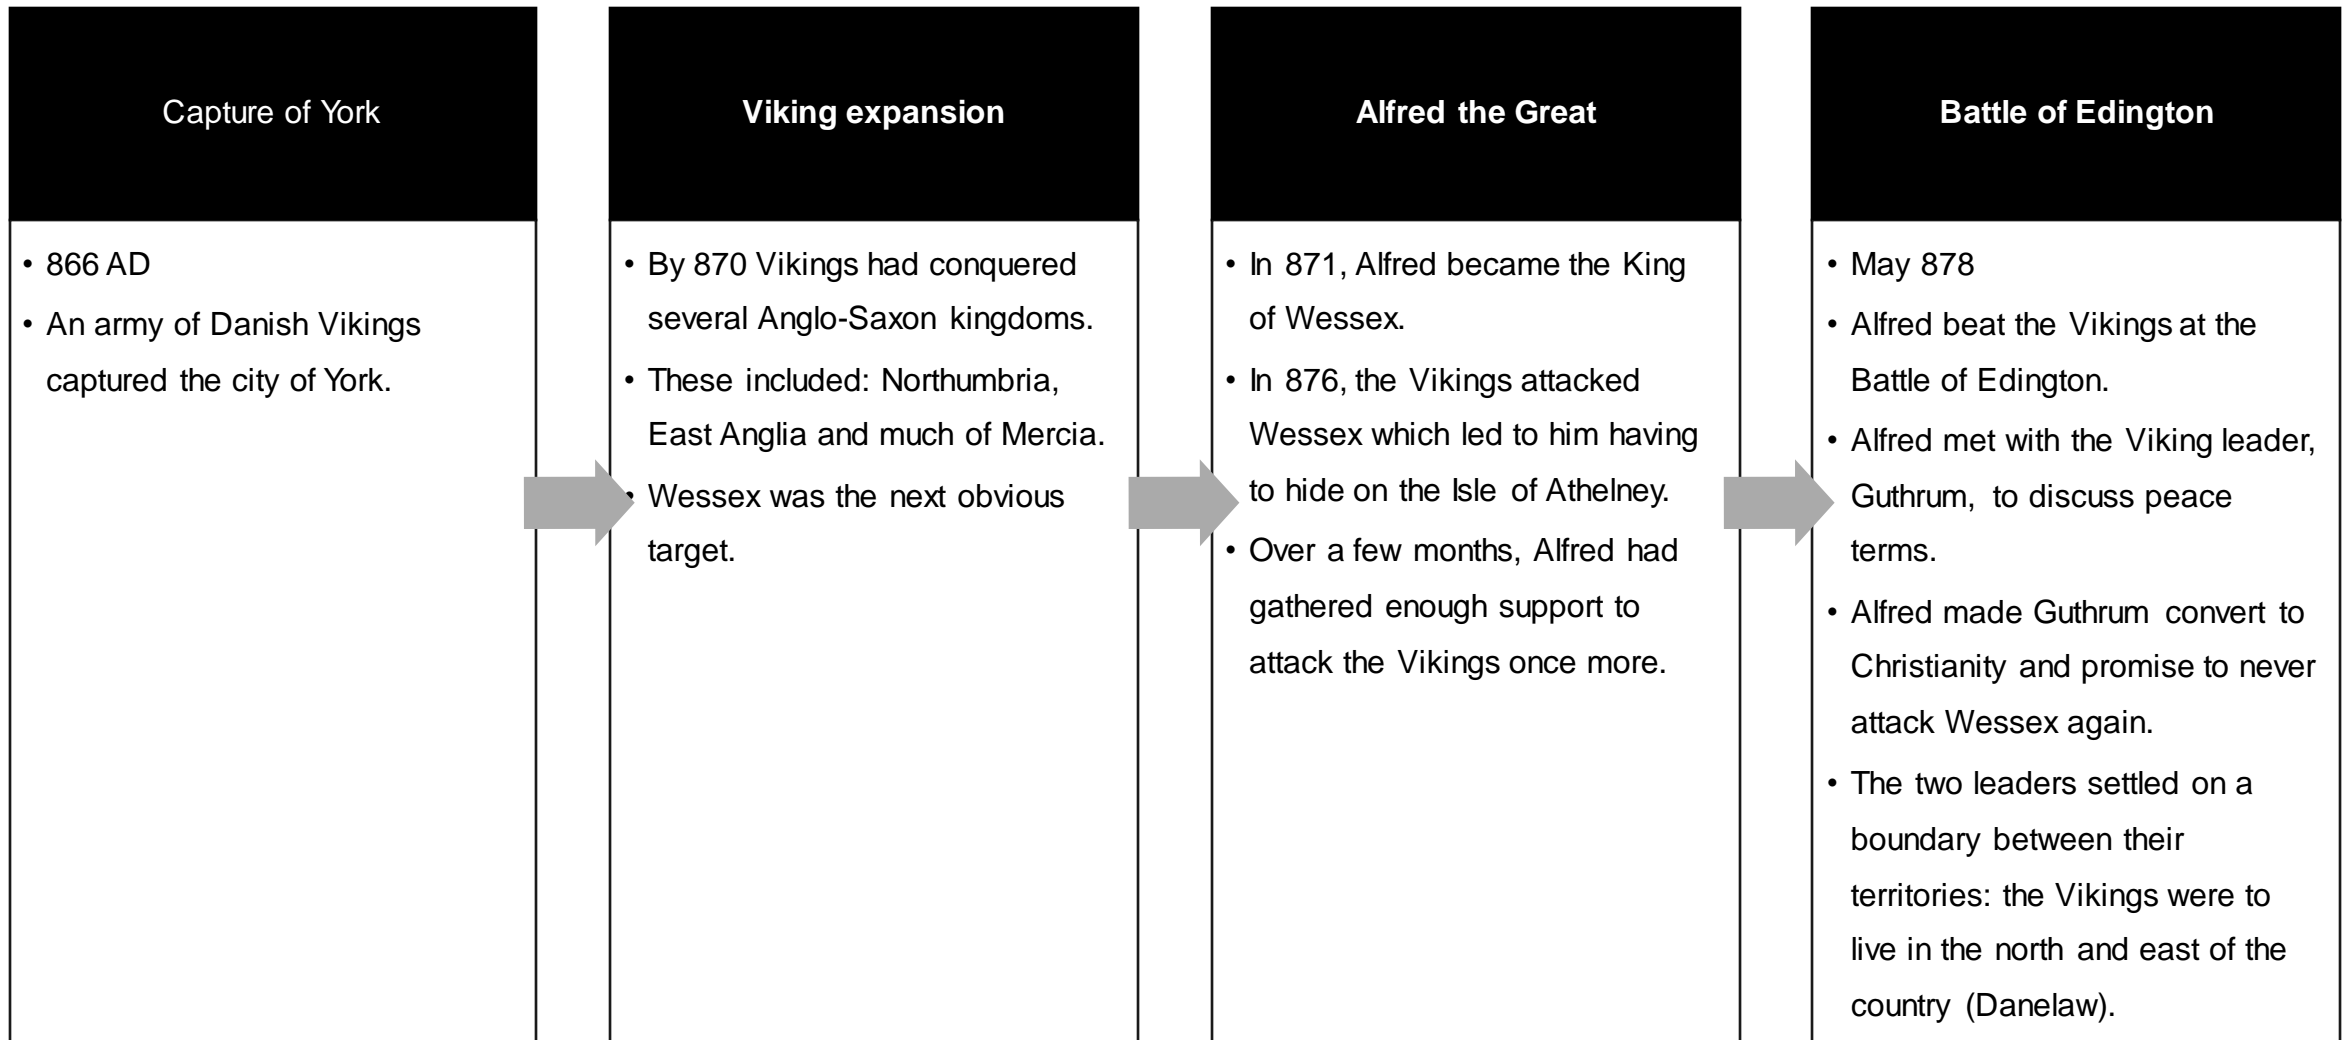 Capture of York
• 866 AD
• An army of Danish Vikings
captured the city of York.
Viking expansion
• By 870 Vikings had conquered
several Anglo-Saxon kingdoms.
• These included: Northumbria,
East Anglia and much of Mercia.
• Wessex was the next obvious
target.
Alfred the Great
• In 871, Alfred became the King
of Wessex.
• In 876, the Vikings attacked
Wessex which led to him having
to hide on the Isle of Athelney.
• Over a few months, Alfred had
gathered enough support to
attack the Vikings once more.
Battle of Edington
• May 878
• Alfred beat the Vikings at the
Battle of Edington.
• Alfred met with the Viking leader,
Guthrum, to discuss peace
terms.
• Alfred made Guthrum convert to
Christianity and promise to never
attack Wessex again.
• The two leaders settled on a
boundary between their
territories: the Vikings were to
live in the north and east of the
country (Danelaw).